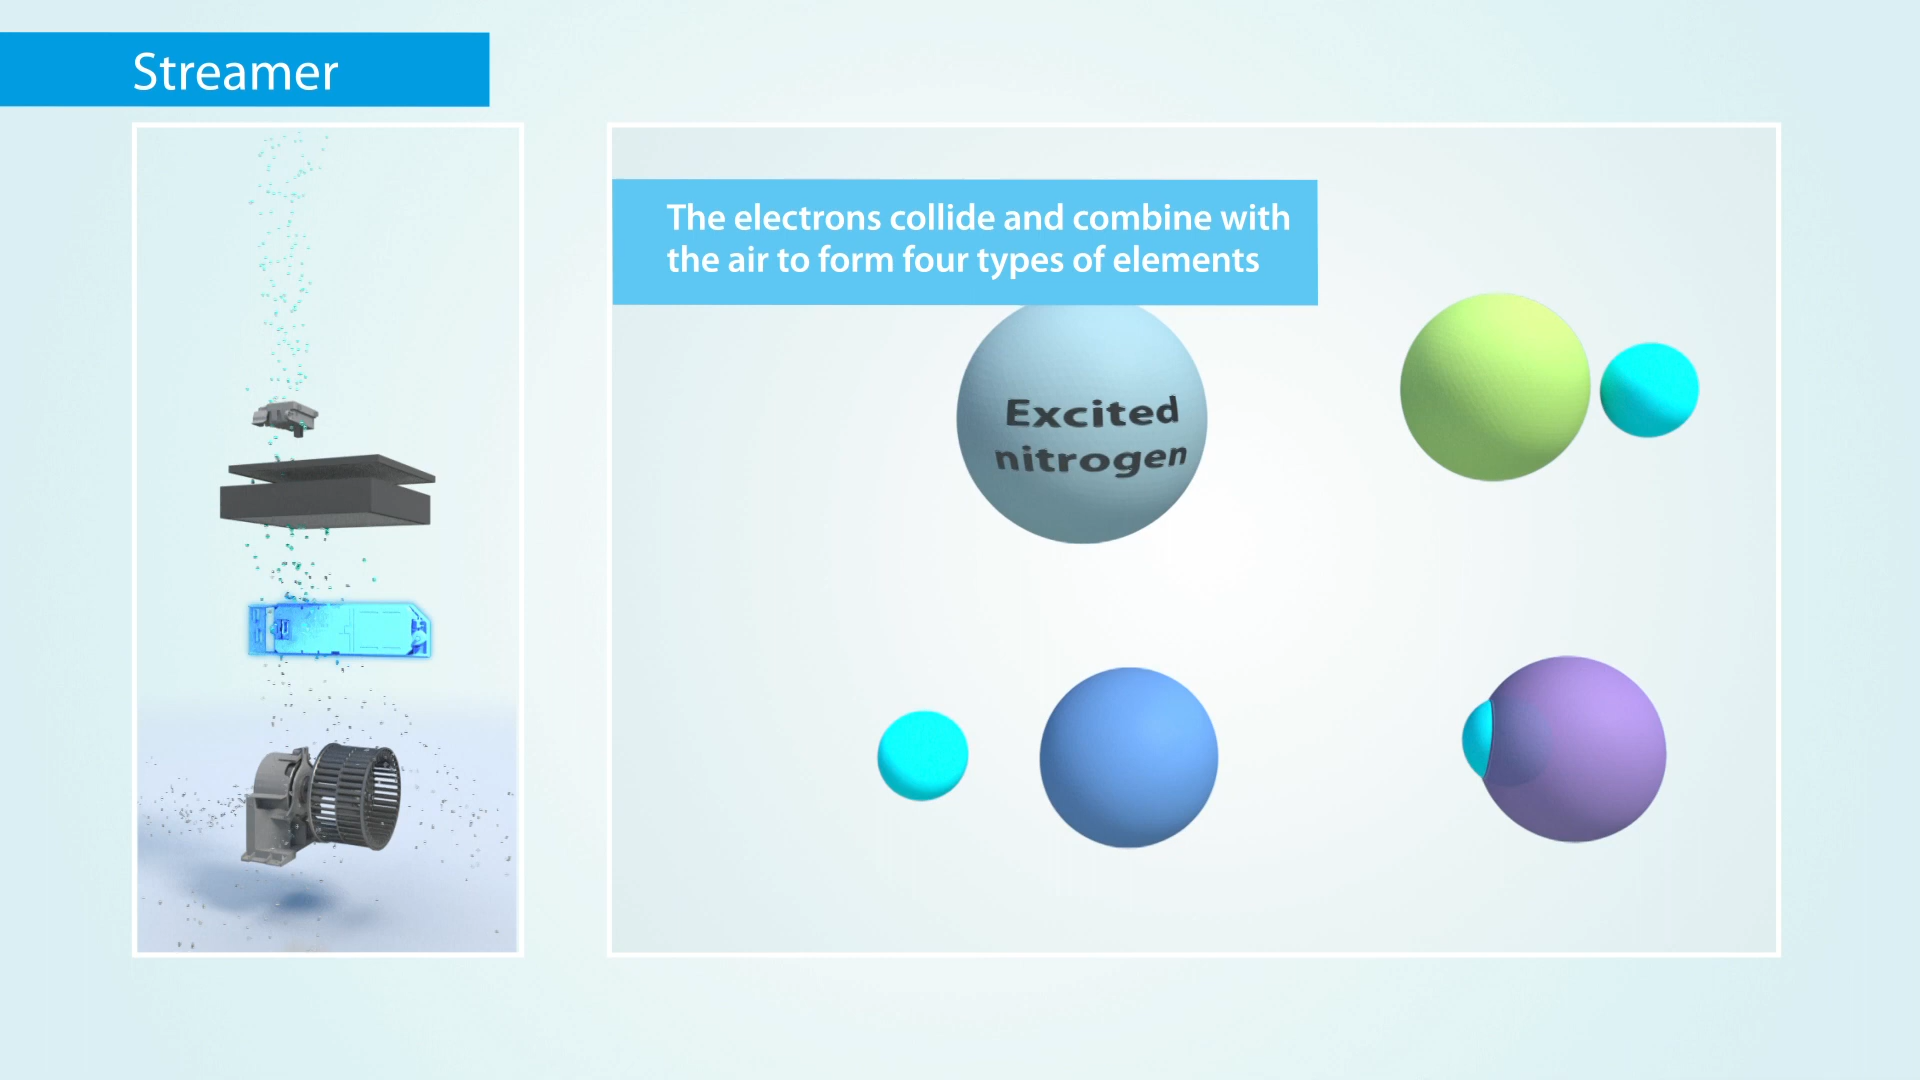 Streamer
The electrons collide and combine with
the air to form four types of elements
Excited
nitrogen